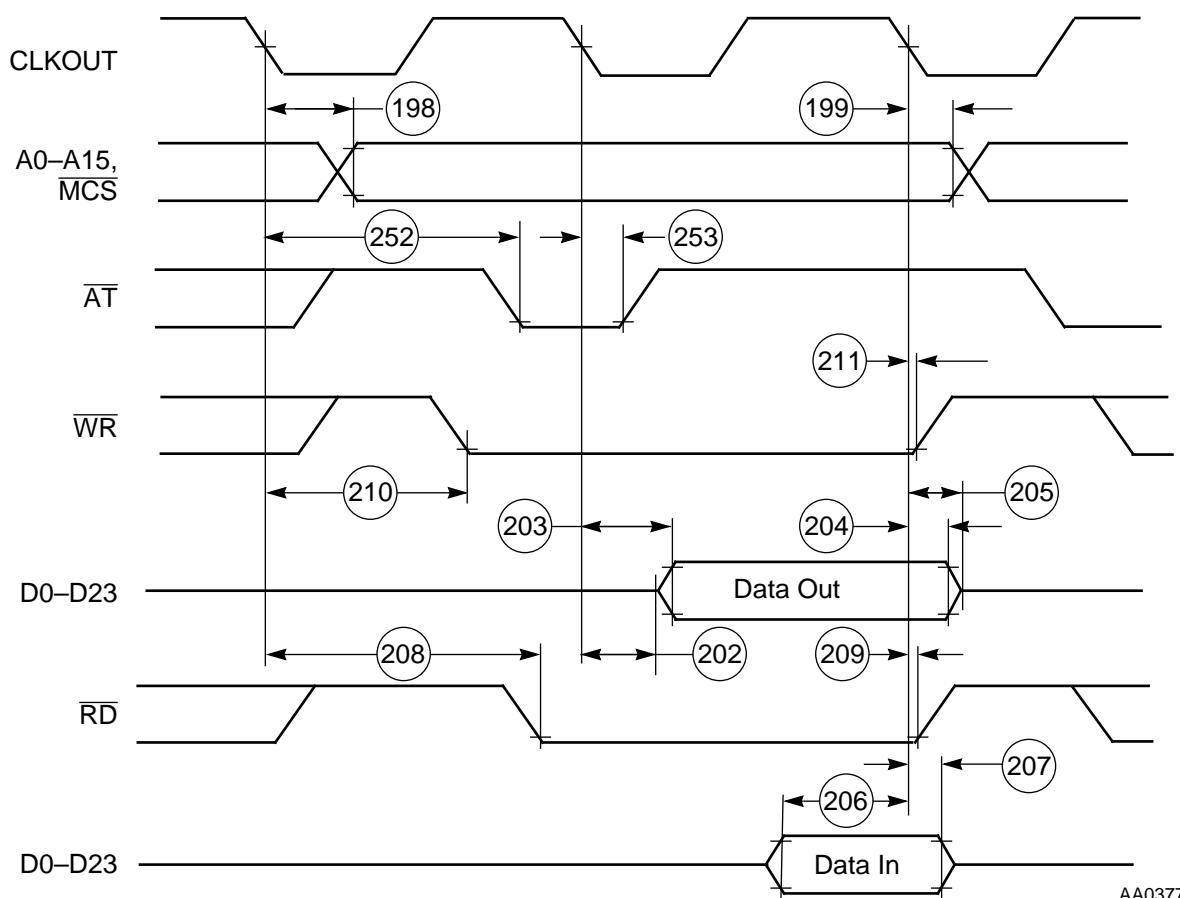 CLKOUT
198
199
A0–A15,
MCS
252
253
AT
211
WR
210
205
203
204
D0–D23
Data Out
208
202
209
RD
207
206
D0–D23
Data In
AA0377